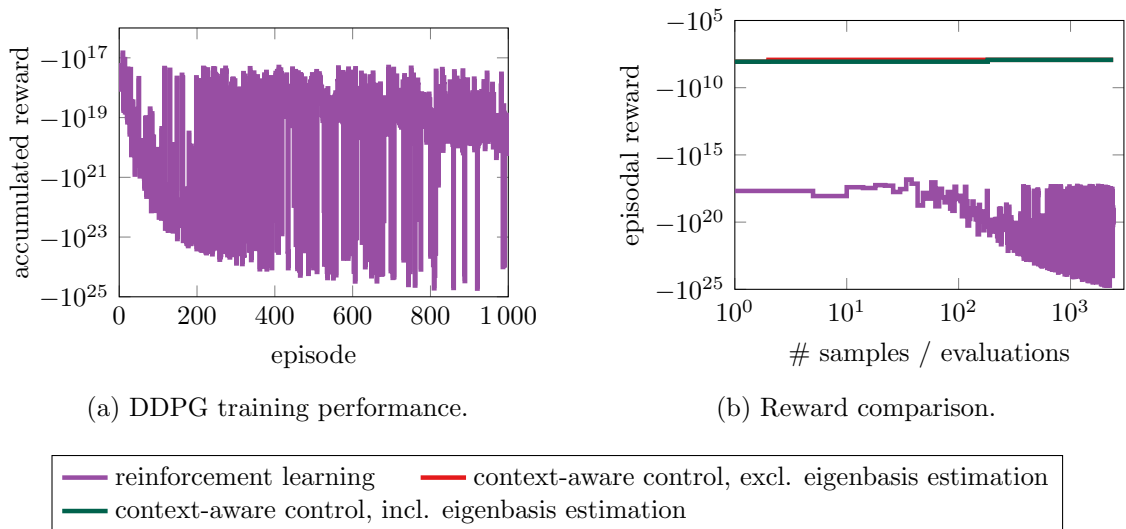 −10^17
−10^19
−10^21
−10^23
−10^25
0
200
400
600
800
1 000
accumulated reward
episode
(a) DDPG training performance.
−10^5
−10^10
−10^15
−10^20
−10^25
10^0
10^1
10^2
10^3
episodal reward
# samples / evaluations
(b) Reward comparison.
reinforcement learning
context-aware control, excl. eigenbasis estimation
context-aware control, incl. eigenbasis estimation